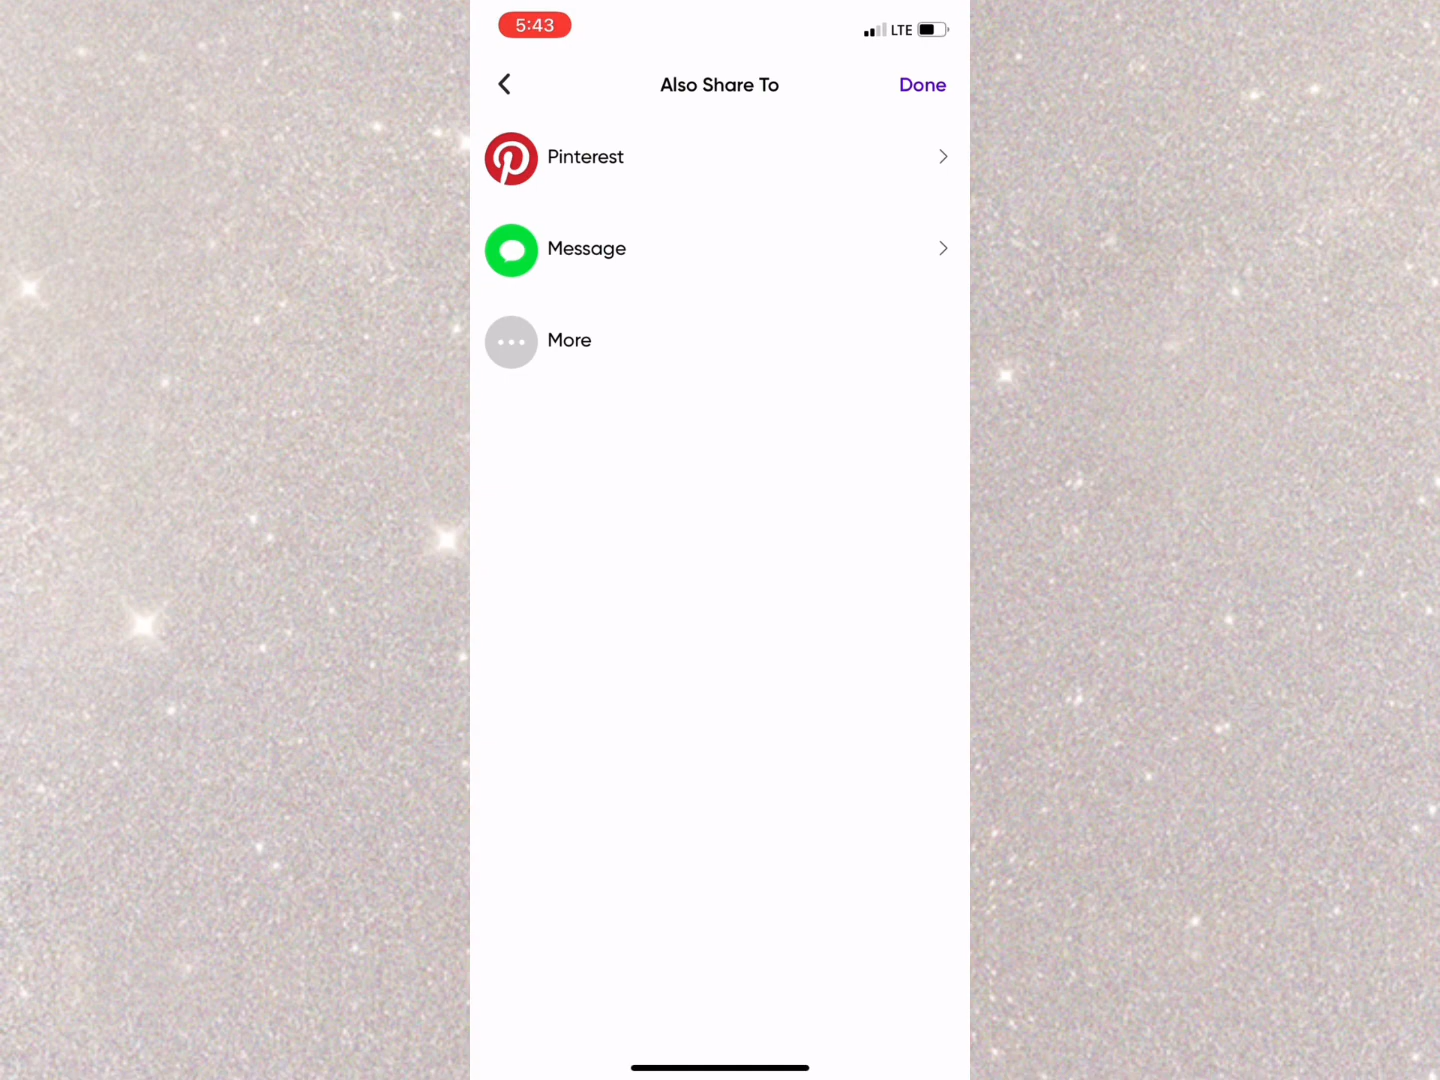 5:43
LTE
Also Share To
Done
Pinterest
Message
More